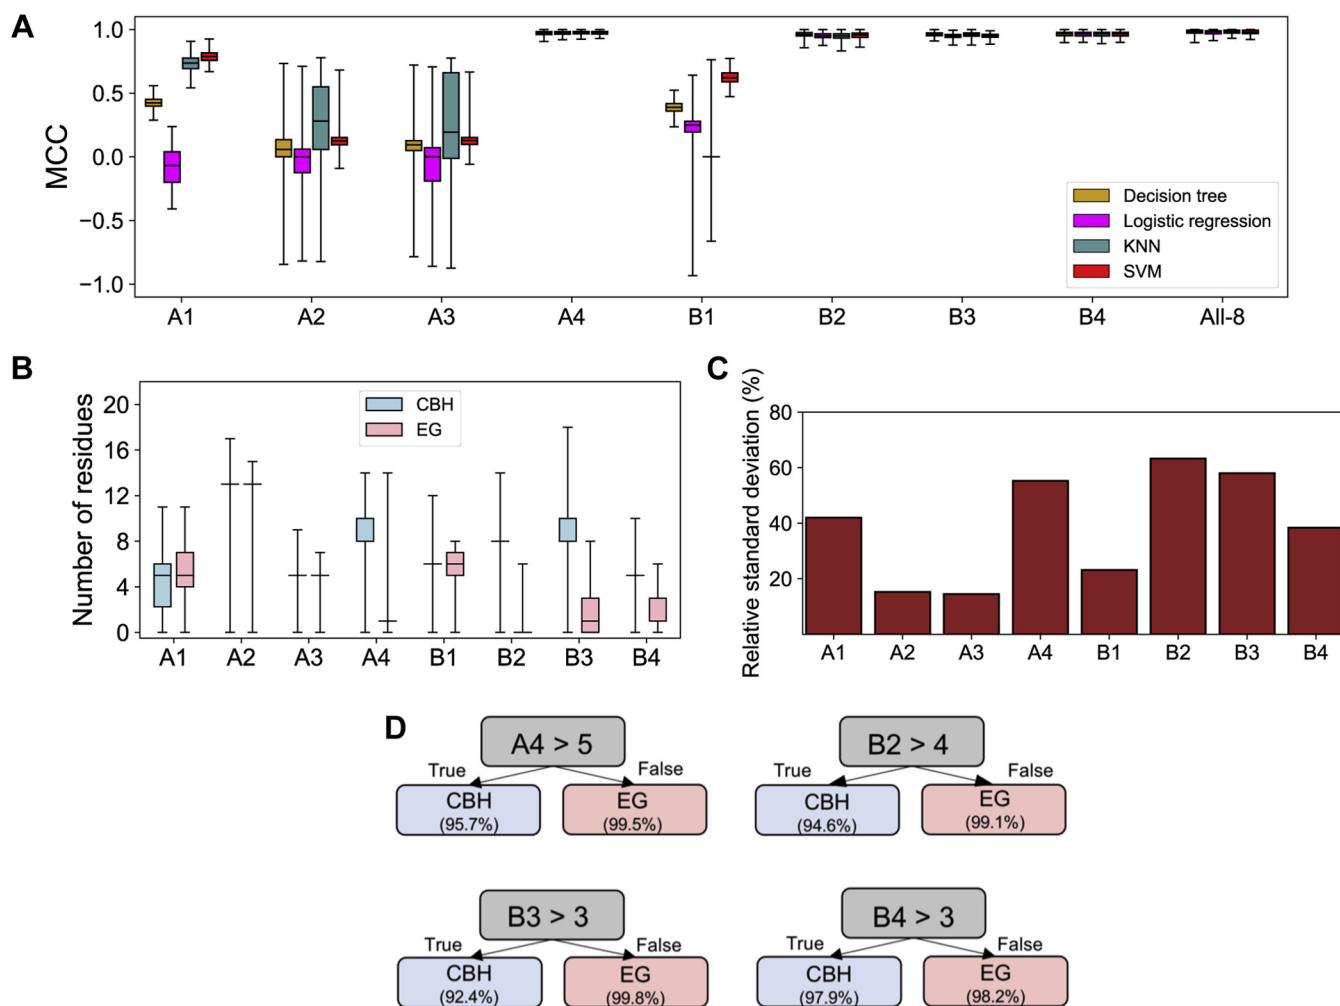 A
MCC
1.0
0.5
0.0
−0.5
−1.0
Decision tree
Logistic regression
KNN
SVM
A1 A2 A3 A4 B1 B2 B3 B4 All-8
B
Number of residues
20
16
12
8
4
0
CBH
EG
A1 A2 A3 A4 B1 B2 B3 B4
C
Relative standard deviation (%)
80
60
40
20
A1 A2 A3 A4 B1 B2 B3 B4
D
A4 > 5
True False
CBH
(95.7%)
EG
(99.5%)
B2 > 4
True False
CBH
(94.6%)
EG
(99.1%)
B3 > 3
True False
CBH
(92.4%)
EG
(99.8%)
B4 > 3
True False
CBH
(97.9%)
EG
(98.2%)